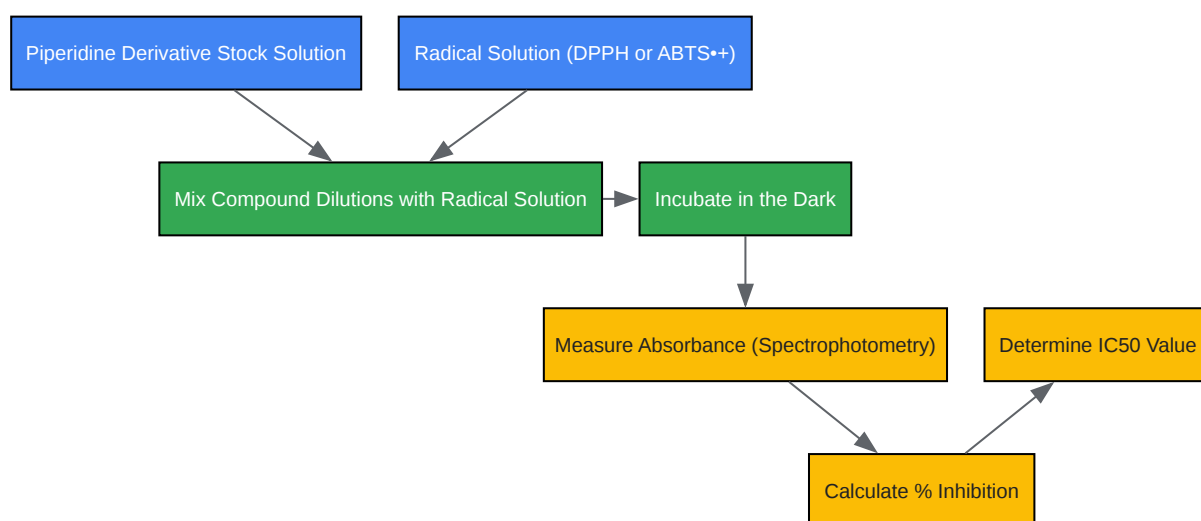 Piperidine Derivative Stock Solution
Radical Solution (DPPH or ABTS•+)
Mix Compound Dilutions with Radical Solution
Incubate in the Dark
Measure Absorbance (Spectrophotometry)
Determine IC50 Value
Calculate % Inhibition